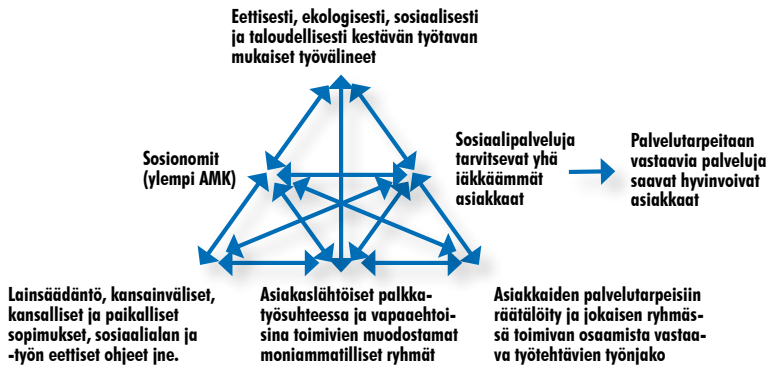 Eettisesti, ekologisesti, sosiaalisesti
ja taloudellisesti kestävän työtavan
mukaiset työvälineet
Sosionomit
(ylempi AMK)
Sosiaalipalveluja
tarvitsevat yhä
iäkkäämmät
asiakkaat
Palvelutarpeitaan
vastaavia palveluja
saavat hyvinvoivat
asiakkaat
Lainsäädäntö, kansainväliset,
kansalliset ja paikalliset
sopimukset, sosiaalialan ja
-työn eettiset ohjeet jne.
Asiakaslähtöiset palkka-
työsuhteessa ja vapaaehtoi-
sina toimivien muodostamat
moniammatilliset ryhmät
Asiakkaiden palvelutarpeisiin
räätälöity ja jokaisen ryhmäs-
sä toimivan osaamista vastaa-
va työtehtävien työnjako